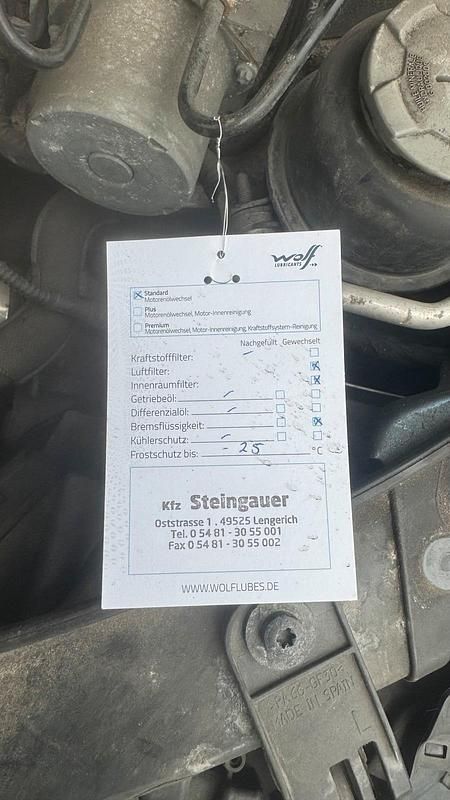 wolf
LUBRICANTS
Standard
Motorenölwechsel
Plus
Motorenölwechsel, Motor-Innenreinigung
Premium
Motorenölwechsel, Motor-Innenreinigung, Kraftstoffsystem-Reinigung
Nachgefüllt Gewechselt
Kraftstofffilter: -
Luftfilter:
Innenraumfilter:
Getriebeöl: -
Differenzialöl: -
Bremsflüssigkeit:
Kühlerschutz: -
Frostschutz bis: - 25 °C
Kfz Steingauer
Oststrasse 1 . 49525 Lengerich
Tel. 0 54 81 - 30 55 001
Fax 0 54 81 - 30 55 002
WWW.WOLFLUBES.DE
MADE IN SPAIN
L